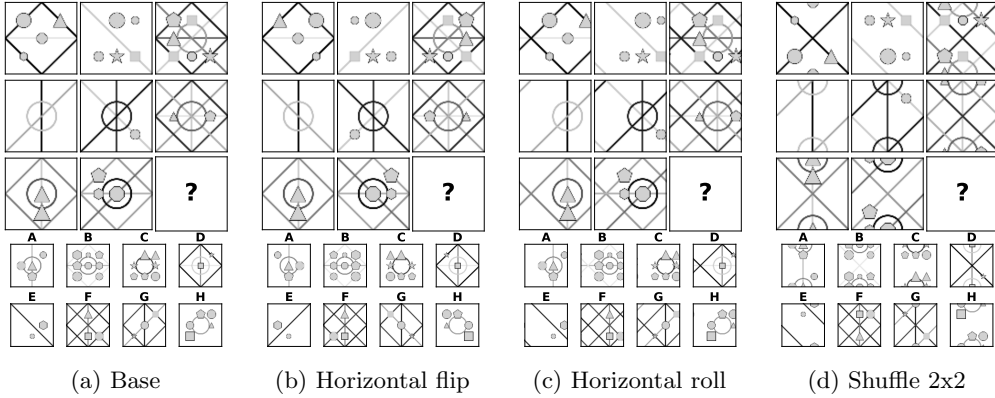 ? ? ? ?
A B C D A B C D A B C D A B C D
E F G H E F G H E F G H E F G H
(a) Base (b) Horizontal flip (c) Horizontal roll (d) Shuffle 2x2